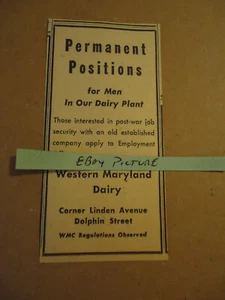 Permanent
Positions
for Men
In Our Dairy Plant
Those interested in post-war job
security with an old established
company apply to Employment
EBAY PICTURE
Western Maryland
Dairy
Corner Linden Avenue
Dolphin Street
WMC Regulations Observed